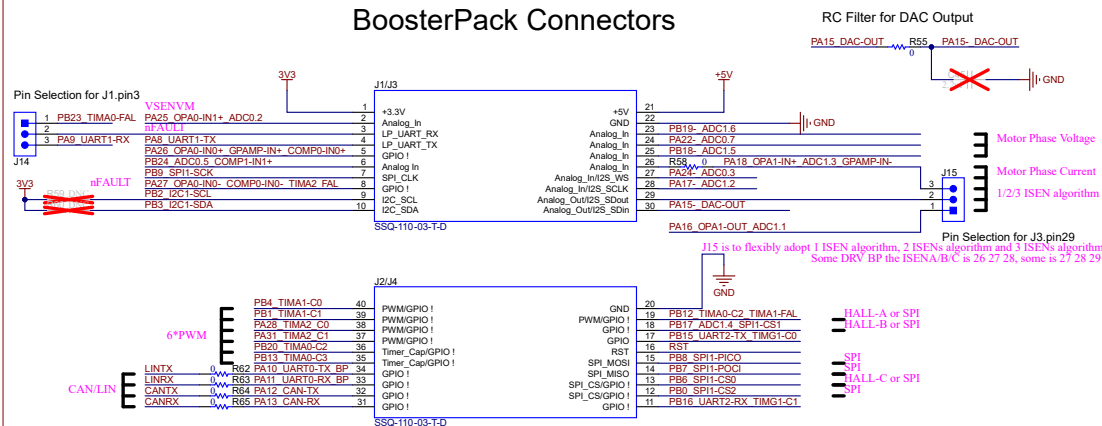 BoosterPack Connectors
RC Filter for DAC Output
PA15_DAC-OUT R55 PA15-_DAC-OUT
0
GND
3V3
J1/J3
+5V
Pin Selection for J1.pin3
VSENVM
1 PB23_TIMA0-FAL PA25_OPA0-IN1+_ADC0.2
2 nFAULT
3 PA9_UART1-RX PA8_UART1-TX
J14
PA26_OPA0-IN0+_GPAMP-IN+_COMP0-IN0+
PB24_ADC0.5_COMP1-IN1+
PB9_SPI1-SCK
nFAULT PA27_OPA0-IN0-_COMP0-IN0-_TIMA2_FAL
3V3
PB2_I2C1-SCL
PB3_I2C1-SDA
1 +3.3V +5V 21
2 Analog_In GND 22 GND
3 LP_UART_RX Analog_In 23 PB19-_ADC1.6
4 LP_UART_TX Analog_In 24 PA22-_ADC0.7
5 GPIO ! Analog_In 25 PB18-_ADC1.5
6 Analog In Analog_In 26 R58 0 PA18_OPA1-IN+_ADC1.3_GPAMP-IN-
7 SPI_CLK Analog_In/I2S_WS 27 PA24-_ADC0.3
8 GPIO ! Analog_In/I2S_SCLK 28 PA17-_ADC1.2
9 I2C_SCL Analog_Out/I2S_SDout 29
10 I2C_SDA Analog_Out/I2S_SDin 30 PA15-_DAC-OUT
SSQ-110-03-T-D
PA16_OPA1-OUT_ADC1.1
Motor Phase Voltage
Motor Phase Current
1/2/3 ISEN algorithm
J15
3
2
1
Pin Selection for J3.pin29
J15 is to flexibly adopt 1 ISEN algorithm, 2 ISENs algorithm and 3 ISENs algorithm
Some DRV BP the ISENA/B/C is 26 27 28, some is 27 28 29
GND
J2/J4
6*PWM
PB4_TIMA1-C0 40 PWM/GPIO ! GND 20
PB1_TIMA1-C1 39 PWM/GPIO ! PWM/GPIO ! 19 PB12_TIMA0-C2_TIMA1-FAL HALL-A or SPI
PA28_TIMA2_C0 38 PWM/GPIO ! GPIO ! 18 PB17_ADC1.4_SPI1-CS1 HALL-B or SPI
PA31_TIMA2_C1 37 PWM/GPIO ! GPIO 17 PB15_UART2-TX_TIMG1-C0
PB20_TIMA0-C2 36 Timer_Cap/GPIO ! RST 16 RST
PB13_TIMA0-C3 35 Timer_Cap/GPIO ! SPI_MOSI 15 PB8_SPI1-PICO SPI
LINTX 0 R62 PA10_UART0-TX_BP 34 GPIO ! SPI_MISO 14 PB7_SPI1-POCI SPI
LINRX 0 R63 PA11_UART0-RX_BP 33 GPIO ! SPI_CS/GPIO ! 13 PB6_SPI1-CS0 HALL-C or SPI
CANTX 0 R64 PA12_CAN-TX 32 GPIO ! SPI_CS/GPIO ! 12 PB0_SPI1-CS2 SPI
CANRX 0 R65 PA13_CAN-RX 31 GPIO ! GPIO ! 11 PB16_UART2-RX_TIMG1-C1
CAN/LIN
SSQ-110-03-T-D